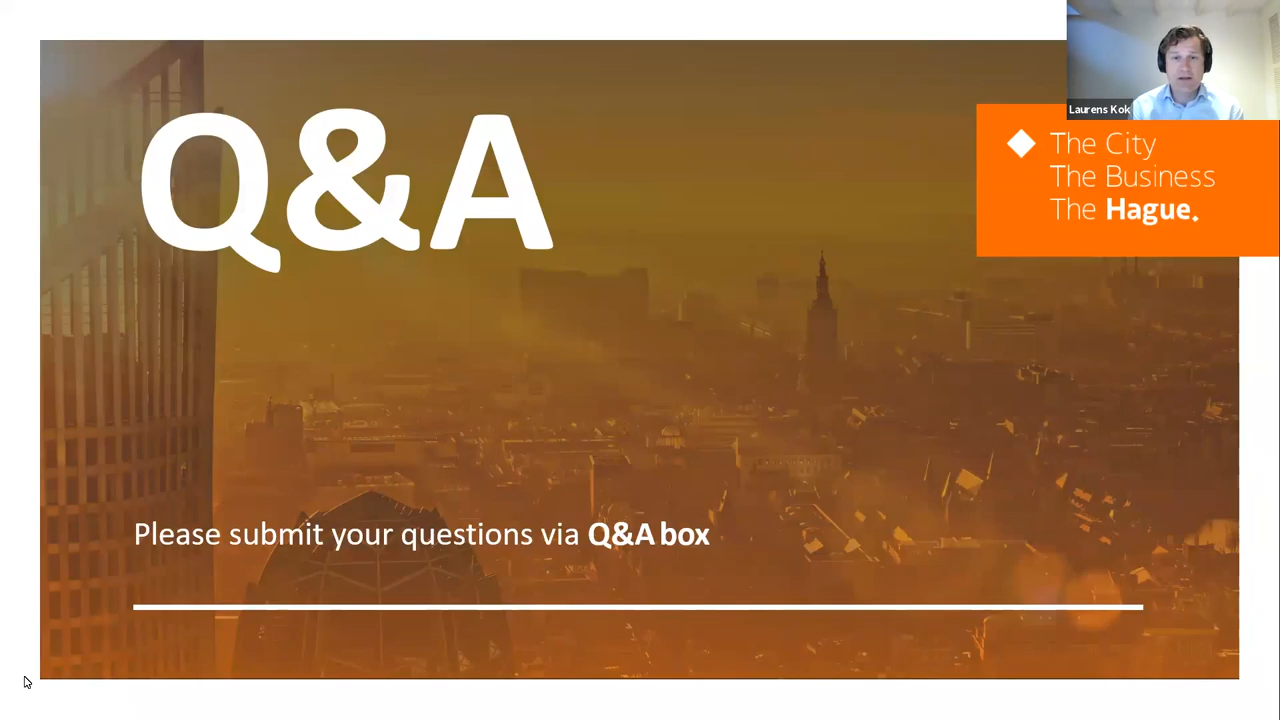 Q&A
Laurens Kok
The City
The Business
The Hague.
Please submit your questions via Q&A box